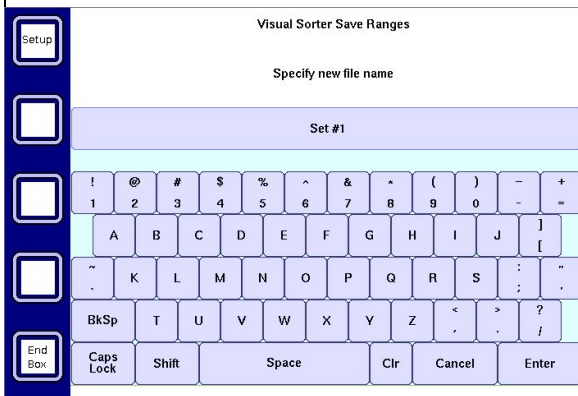 Setup
Visual Sorter Save Ranges
Specify new file name
Set #1
! @ # $ % ^ & * ( ) _ +
1 2 3 4 5 6 7 8 9 0 - =
A B C D E F G H I J ]
[
~ K L M N O P Q R S : "
` ; '
BkSp T U V W X Y Z < > ?
, . /
End
Box
Caps
Lock
Shift Space Clr Cancel Enter